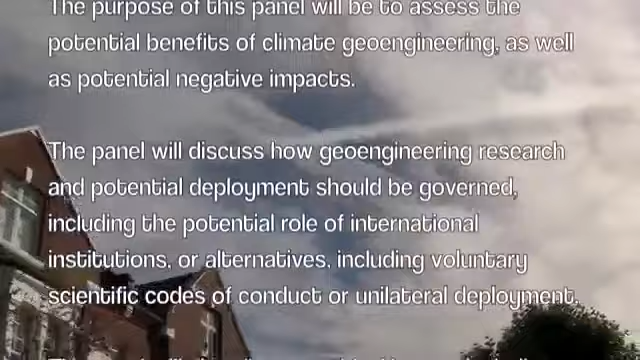 The purpose of this panel will be to assess the
potential benefits of climate geoengineering, as well
as potential negative impacts.
The panel will discuss how geoengineering research
and potential deployment should be governed,
including the potential role of international
institutions, or alternatives, including voluntary
scientific codes of conduct or unilateral deployment.